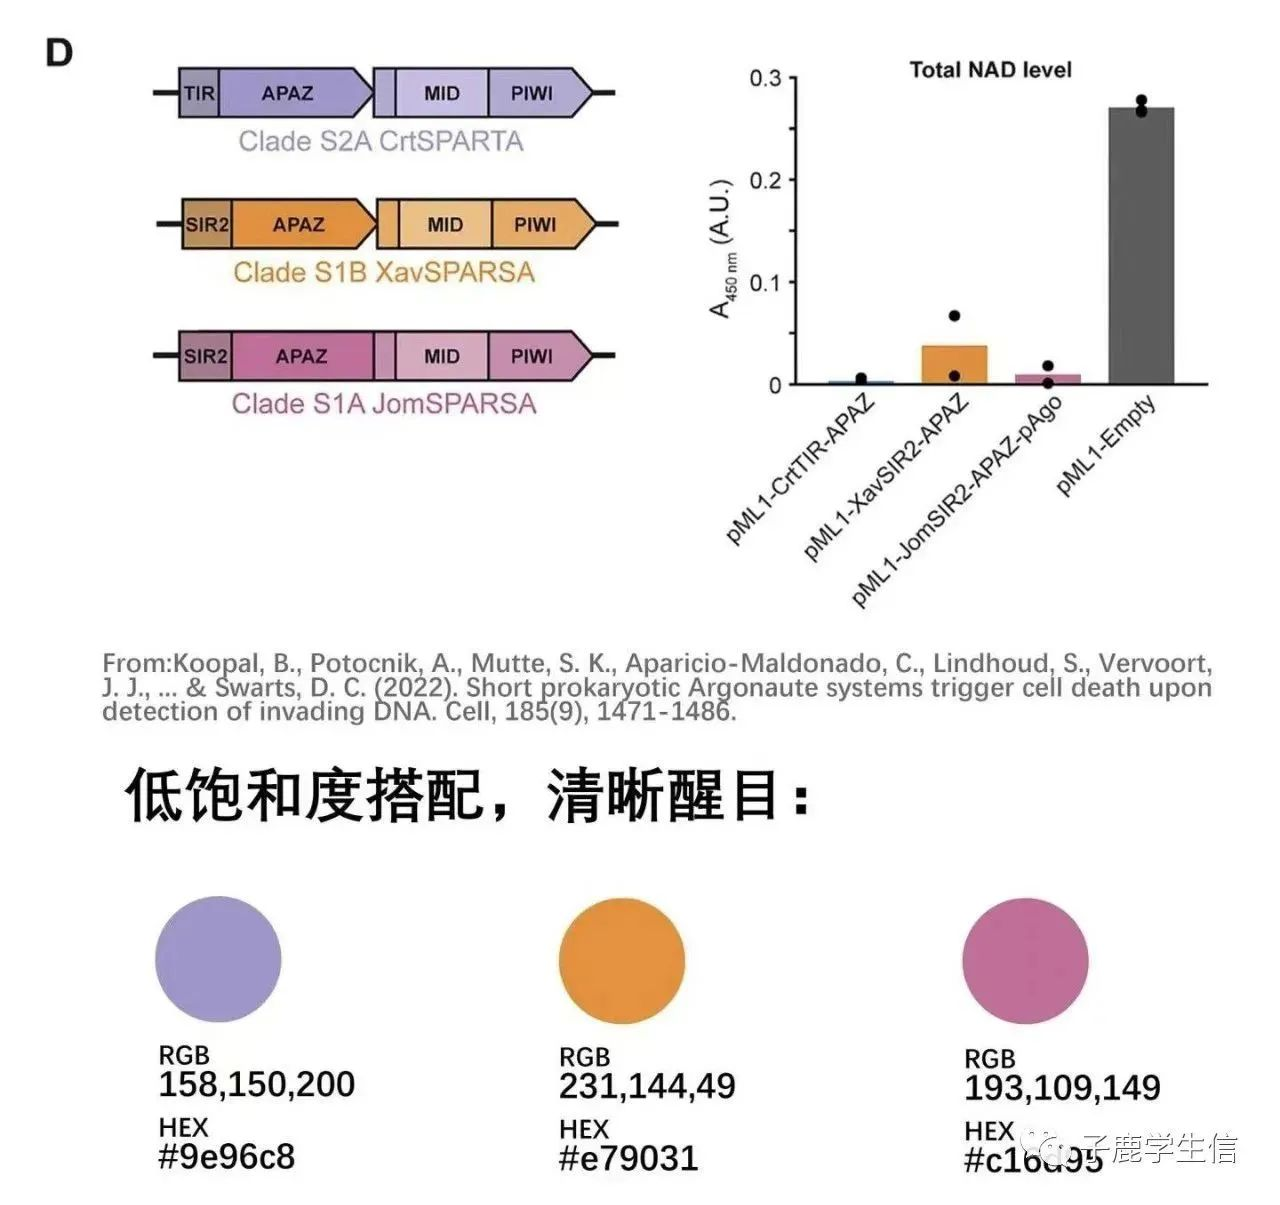 D
TIR APAZ MID PIWI
Clade S2A CrtSPARTA
SIR2 APAZ MID PIWI
Clade S1B XavSPARSA
SIR2 APAZ MID PIWI
Clade S1A JomSPARSA
Total NAD level
A450 nm (A.U.)
0.3
0.2
0.1
0
pML1-CrtTIR-APAZ
pML1-XavSIR2-APAZ
pML1-JomSIR2-APAZ-pAgo
pML1-Empty
From:Koopal, B., Potocnik, A., Mutte, S. K., Aparicio-Maldonado, C., Lindhoud, S., Vervoort,
J. J., ... & Swarts, D. C. (2022). Short prokaryotic Argonaute systems trigger cell death upon
detection of invading DNA. Cell, 185(9), 1471-1486.
低饱和度搭配，清晰醒目：
RGB
158,150,200
HEX
#9e96c8
RGB
231,144,49
HEX
#e79031
RGB
193,109,149
HEX
#c16d95
子鹿学生信